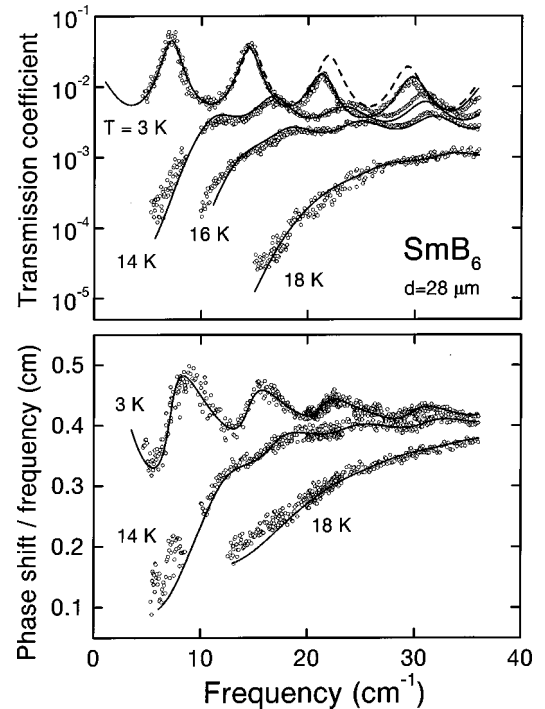 Transmission coefficient
10⁻¹
10⁻²
10⁻³
10⁻⁴
10⁻⁵
T = 3 K
14 K
16 K
18 K
SmB₆
d=28 μm
Phase shift / frequency (cm)
0.5
0.4
0.3
0.2
0.1
3 K
14 K
18 K
0 10 20 30 40
Frequency (cm⁻¹)